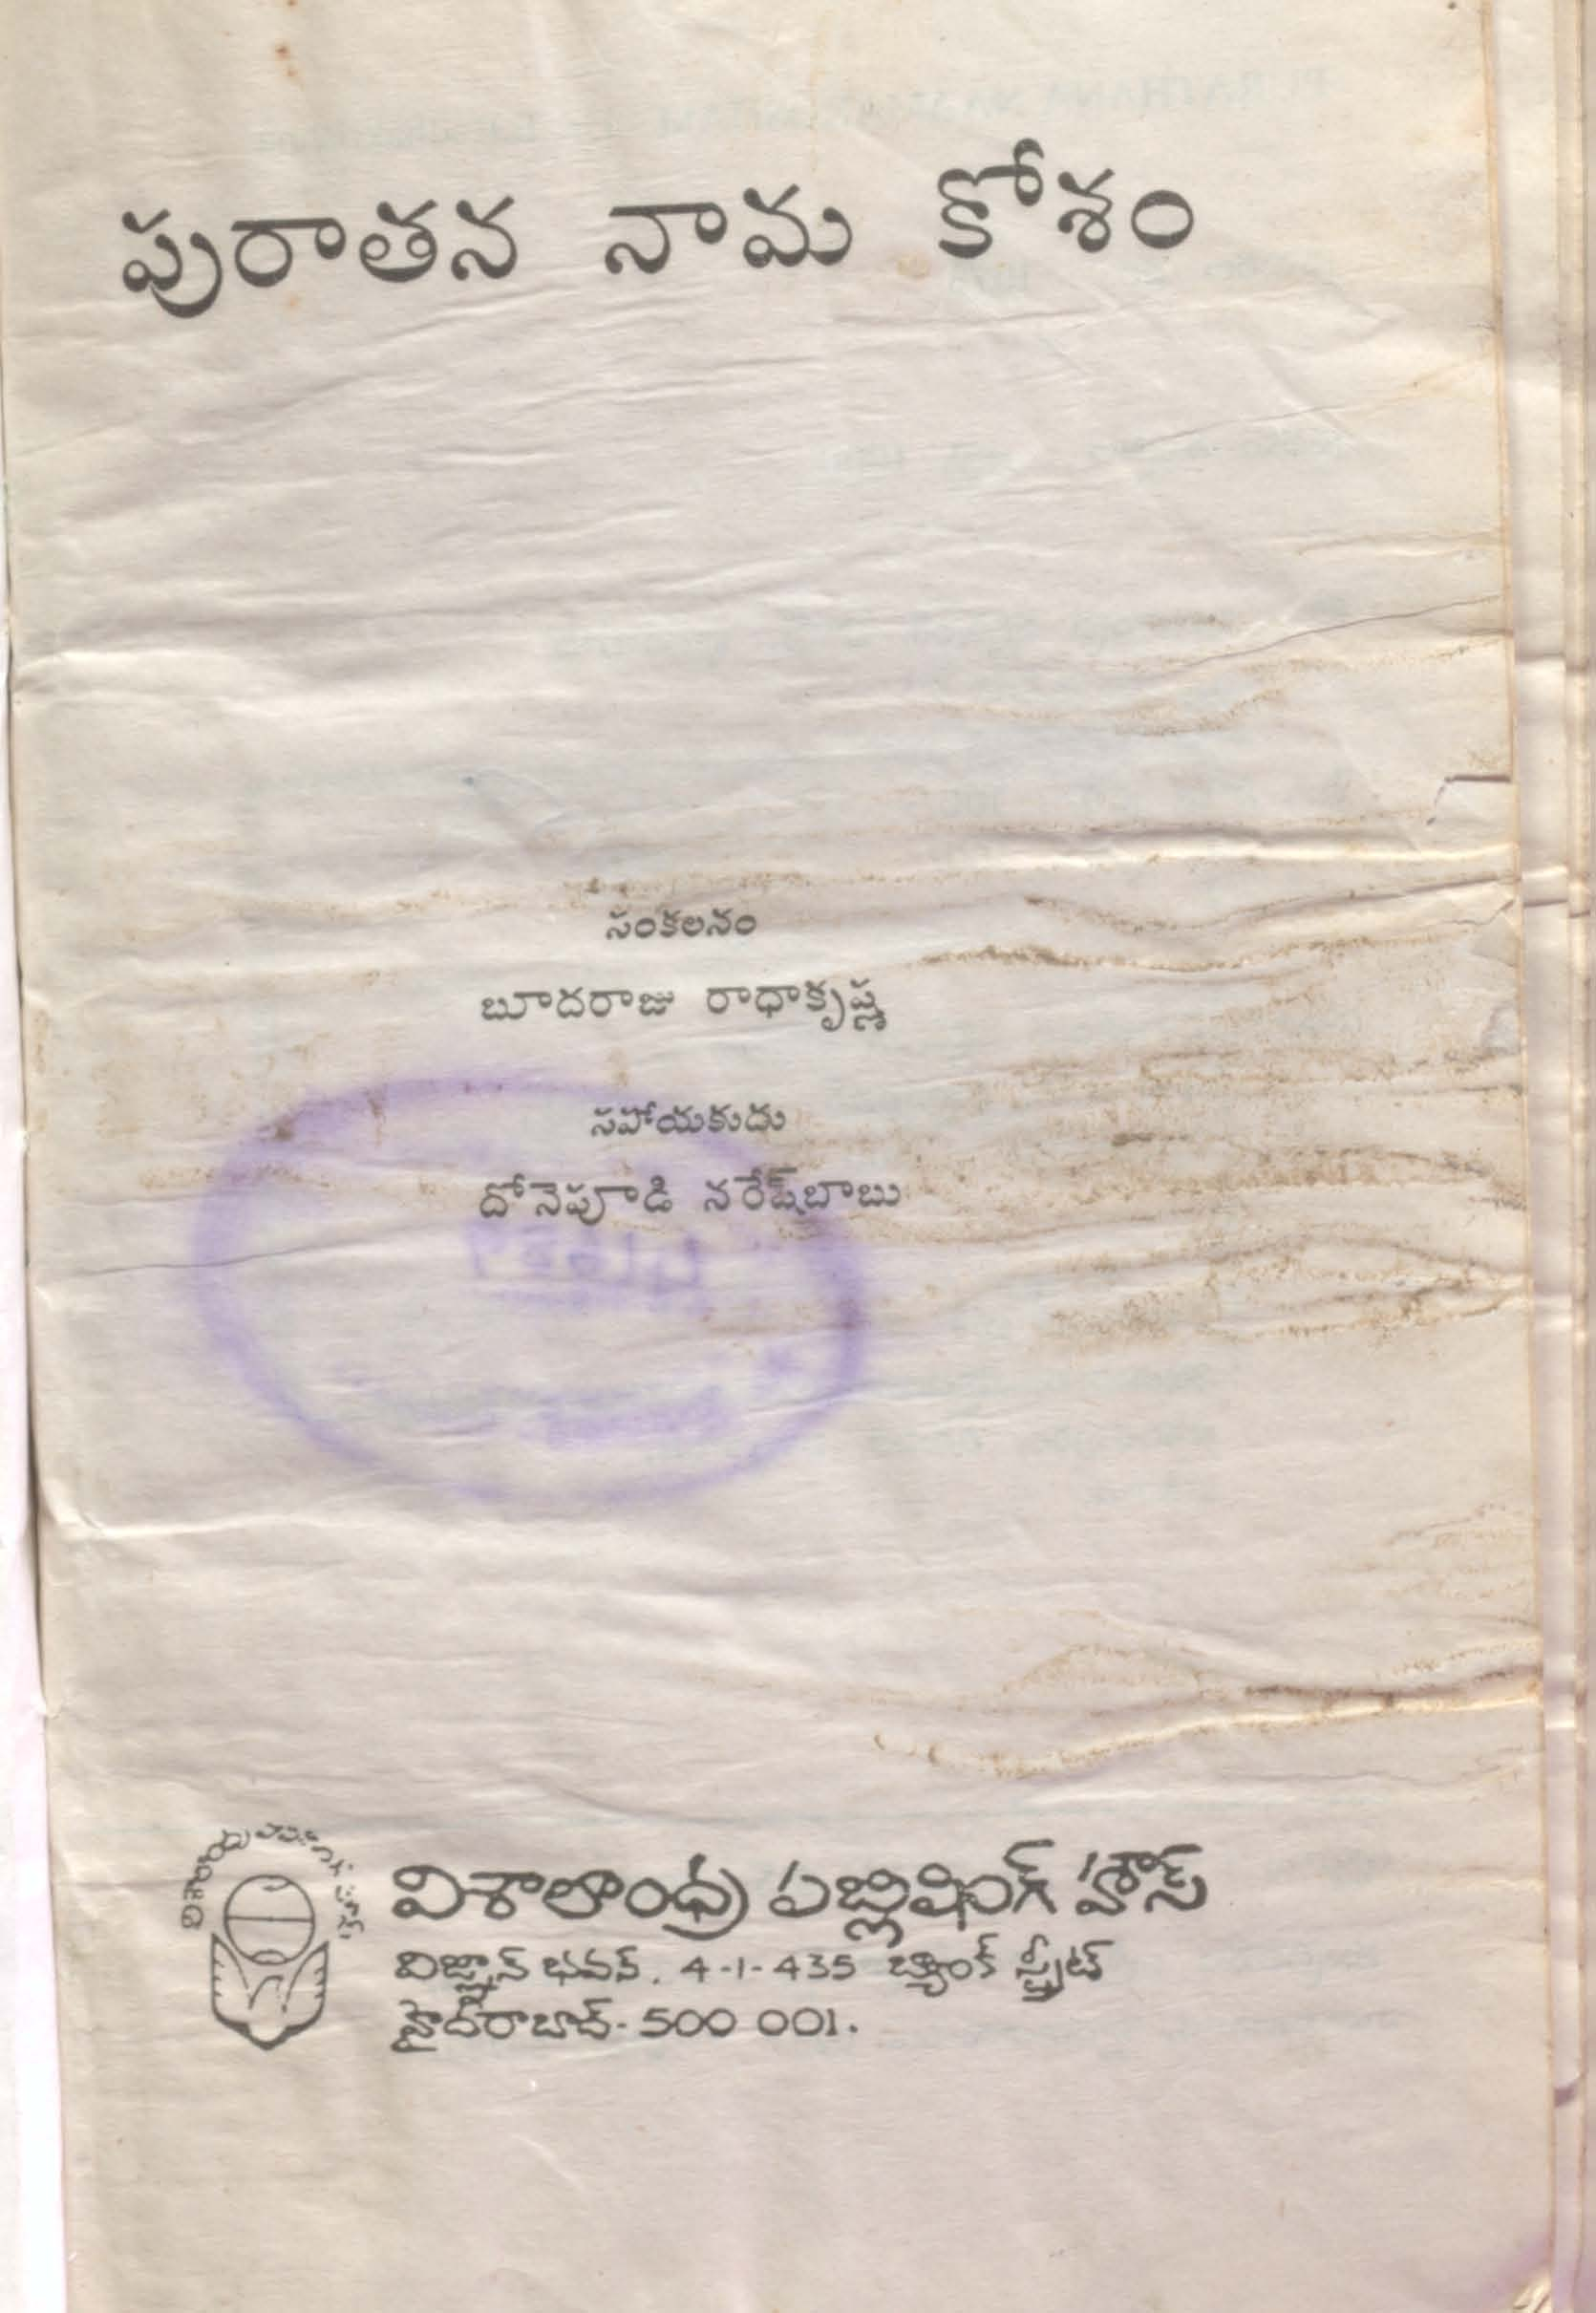 పురాతన నామ కోశం
సంకలనం
బూదరాజు రాధాకృష్ణ
సహాయకుడు
దోనెపూడి నరేష్‌బాబు
విశాలాంధ్ర పబ్లిషింగ్ హౌస్
విజ్ఞాన్ భవన్, 4-1-435 బ్యాంక్ స్ట్రీట్
హైదరాబాద్-500 001.